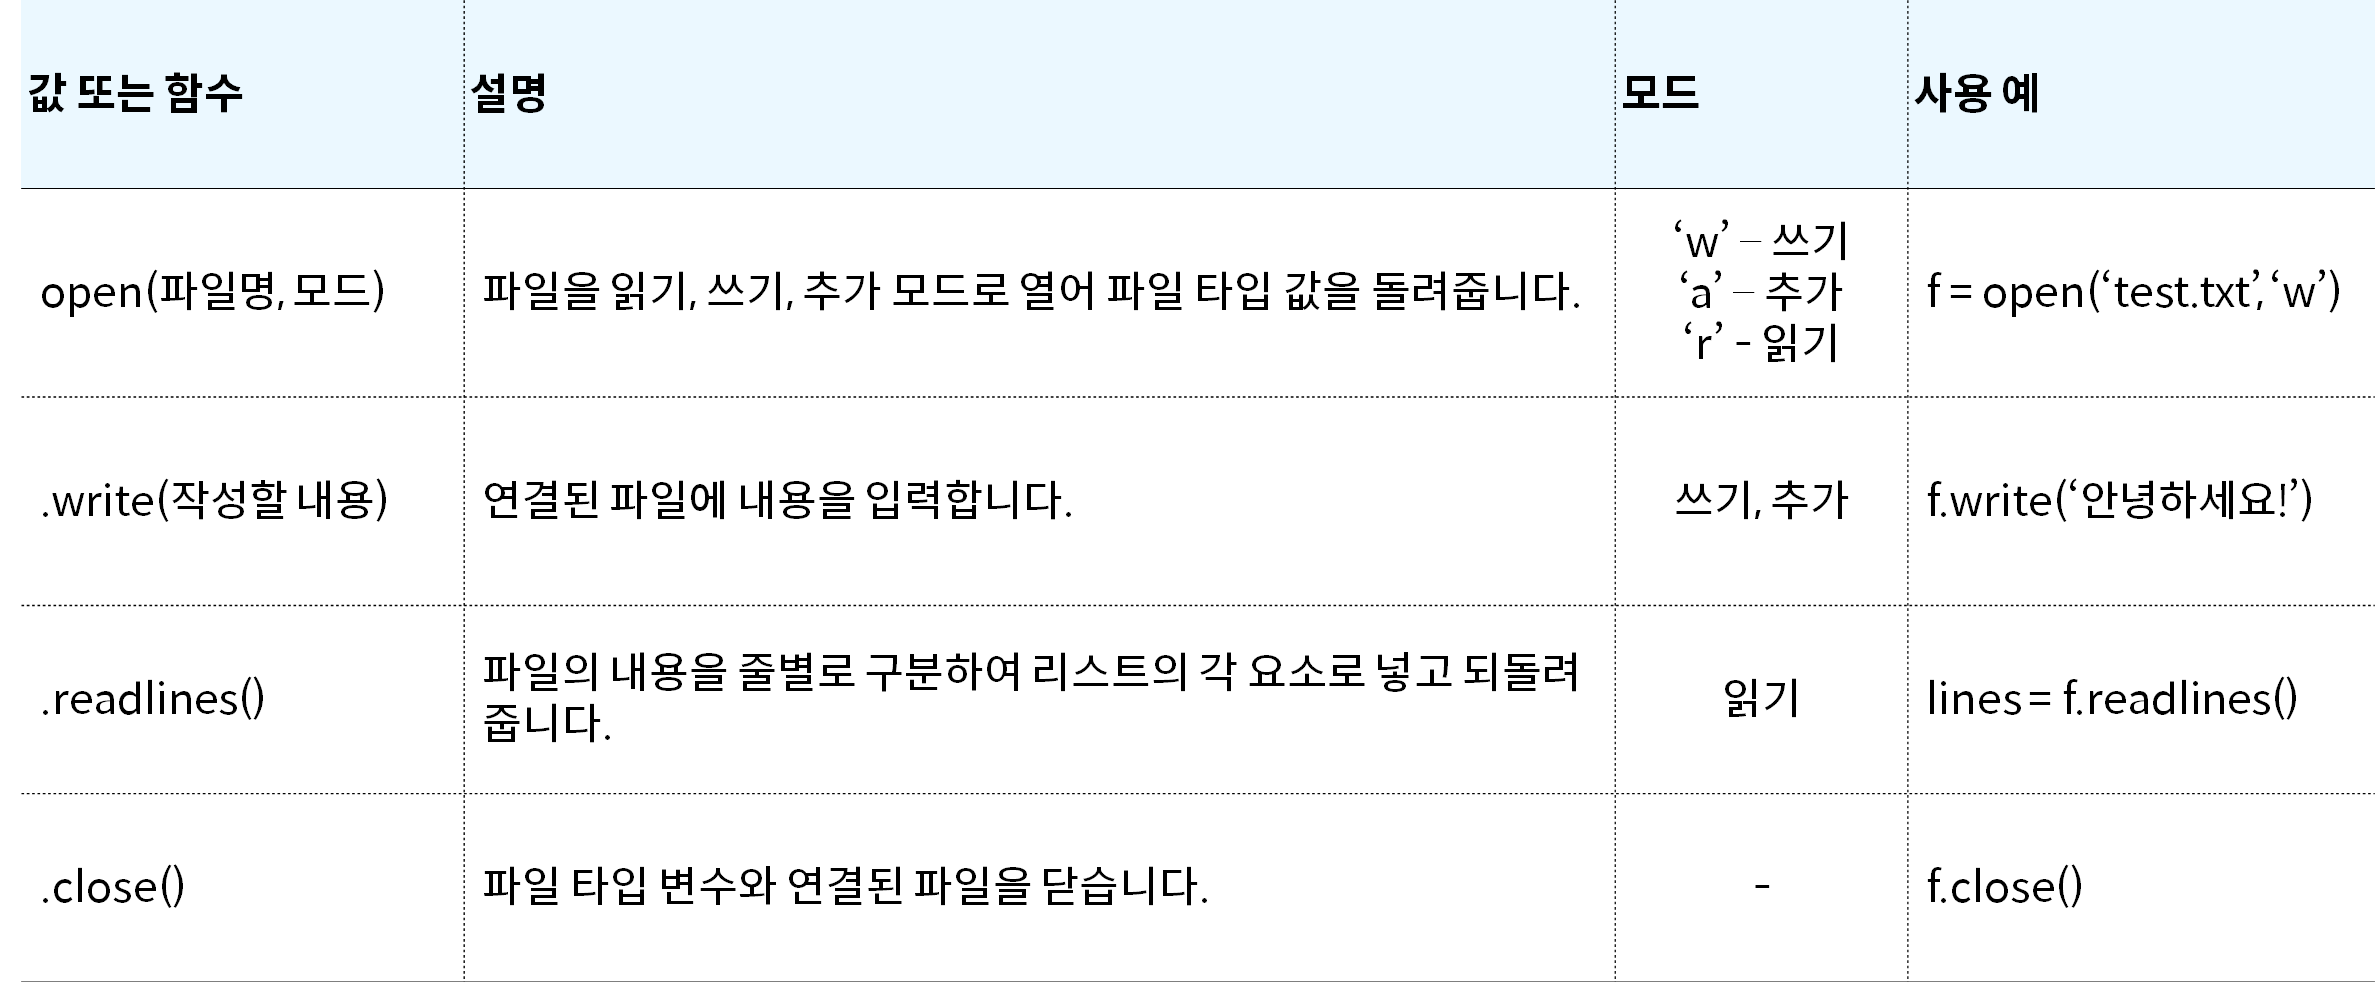 값 또는 함수
설명
모드
사용 예
open(파일명, 모드)
파일을 읽기, 쓰기, 추가 모드로 열어 파일 타입 값을 돌려줍니다.
‘w’ – 쓰기
‘a’ – 추가
‘r’ - 읽기
f = open(‘test.txt’, ‘w’)
.write(작성할 내용)
연결된 파일에 내용을 입력합니다.
쓰기, 추가
f.write(‘안녕하세요!’)
.readlines()
파일의 내용을 줄별로 구분하여 리스트의 각 요소로 넣고 되돌려
줍니다.
읽기
lines = f.readlines()
.close()
파일 타입 변수와 연결된 파일을 닫습니다.
-
f.close()